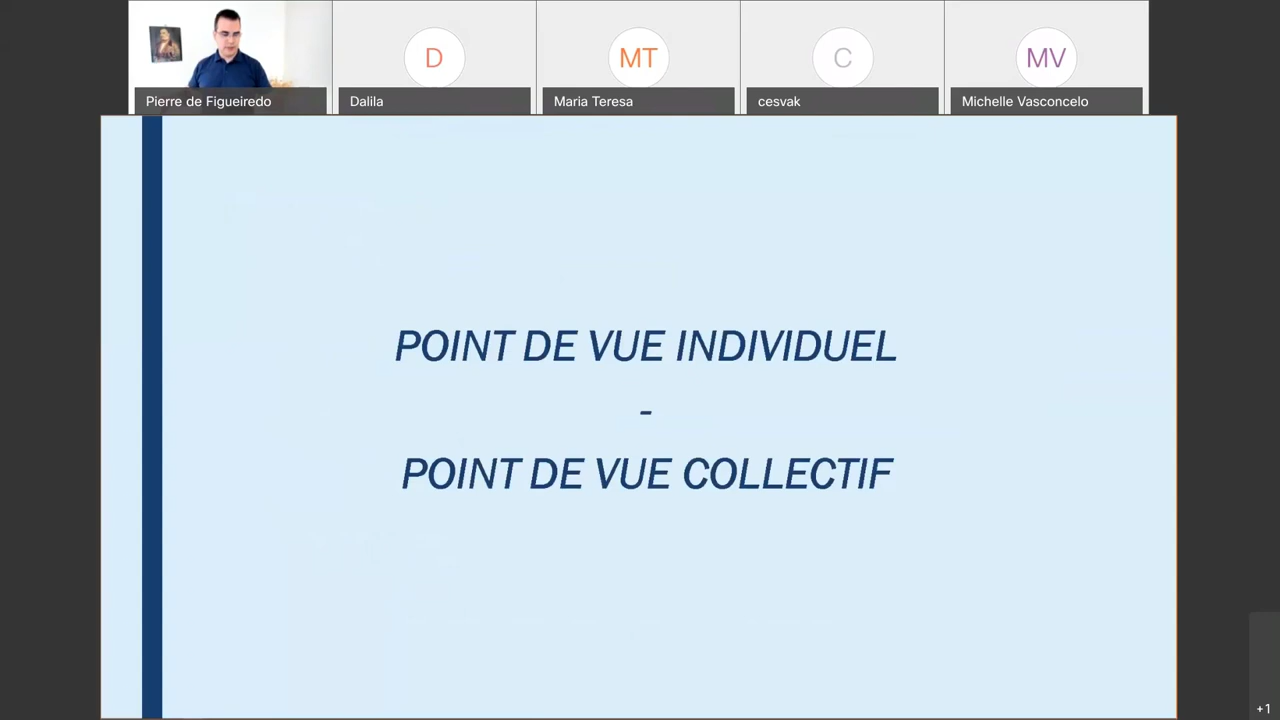 Pierre de Figueiredo
D
Dalila
MT
Maria Teresa
C
cesvak
MV
Michelle Vasconcelo
POINT DE VUE INDIVIDUEL
-
POINT DE VUE COLLECTIF
+1